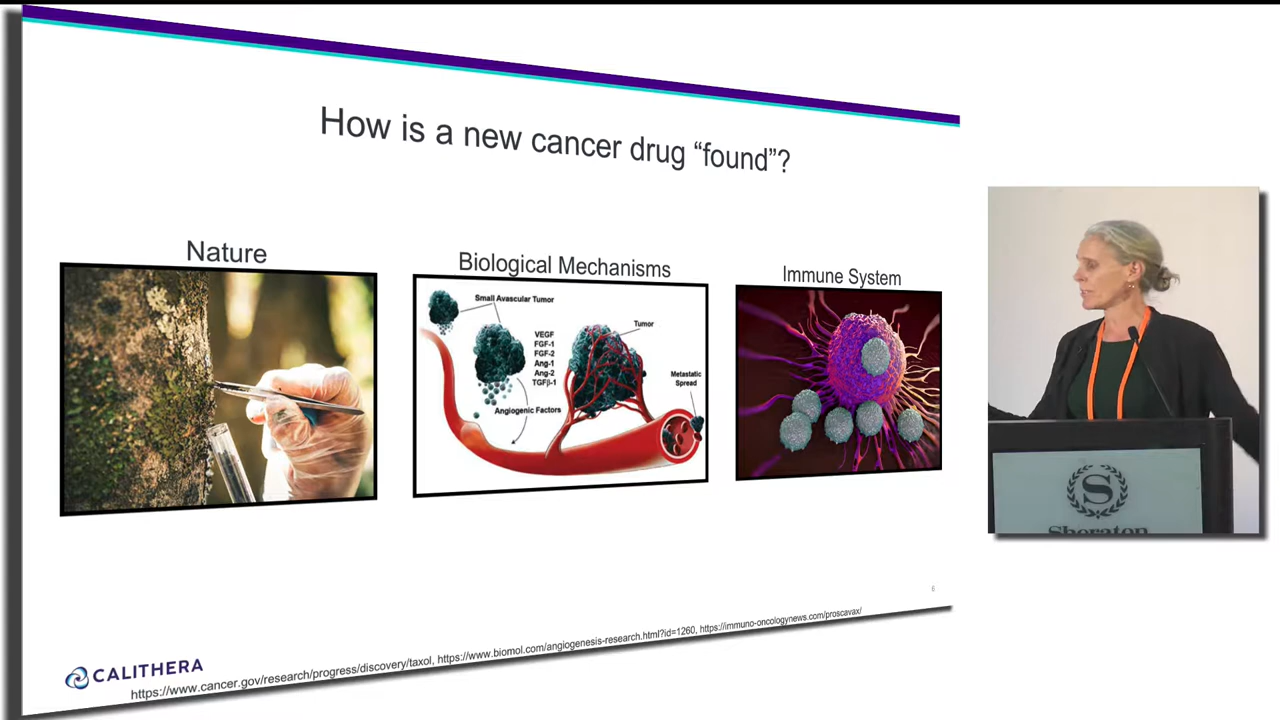 How is a new cancer drug “found”?
Nature
Biological Mechanisms
Immune System
Small Avascular Tumor
VEGF
FGF-1
FGF-2
Ang-1
Ang-2
TGFβ-1
Angiogenic Factors
Tumor
Metastatic
Spread
S
Sheraton
6
CALITHERA
https://www.cancer.gov/research/progress/discovery/taxol, https://www.biomol.com/angiogenesis-research.html?id=1260, https://immuno-oncologynews.com/proscavax/